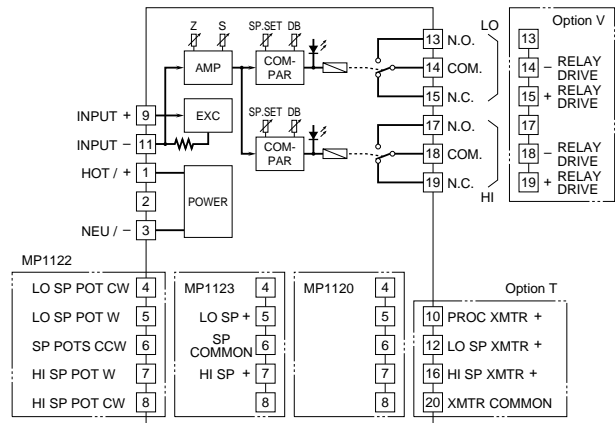 Z S SP.SET DB
AMP
COM-
PAR
LO
13 N.O.
14 COM.
15 N.C.
Option V
13
14 − RELAY
DRIVE
15 + RELAY
DRIVE
17
18 − RELAY
DRIVE
19 + RELAY
DRIVE
INPUT + 9
EXC
INPUT − 11
SP.SET DB
COM-
PAR
17 N.O.
18 COM.
19 N.C.
HI
HOT / + 1
2
NEU / − 3
POWER
MP1122
LO SP POT CW 4
LO SP POT W 5
SP POTS CCW 6
HI SP POT W 7
HI SP POT CW 8
MP1123 4
LO SP + 5
SP
COMMON 6
HI SP + 7
8
MP1120 4
5
6
7
8
Option T
10 PROC XMTR +
12 LO SP XMTR +
16 HI SP XMTR +
20 XMTR COMMON